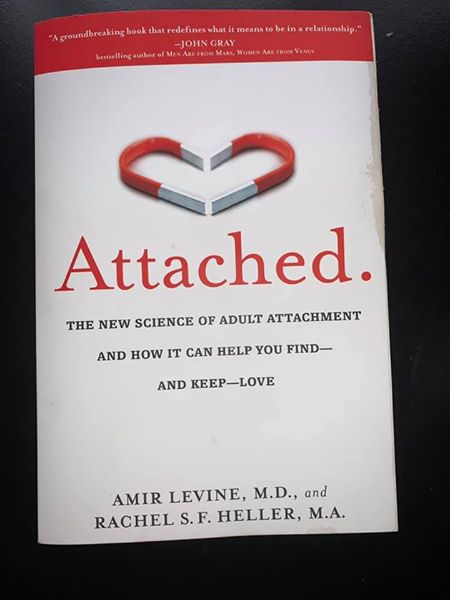 “A groundbreaking book that redefines what it means to be in a relationship.”
—JOHN GRAY
bestselling author of MEN ARE FROM MARS, WOMEN ARE FROM VENUS
Attached.
THE NEW SCIENCE OF ADULT ATTACHMENT
AND HOW IT CAN HELP YOU FIND—
AND KEEP—LOVE
AMIR LEVINE, M.D., and
RACHEL S. F. HELLER, M.A.